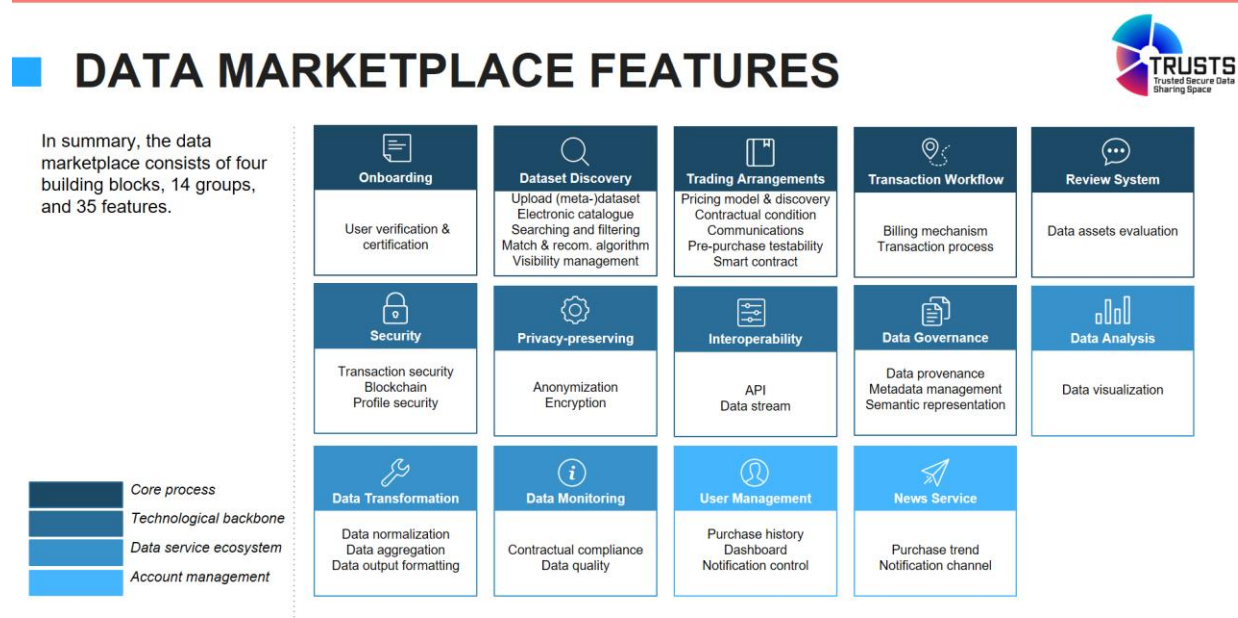 DATA MARKETPLACE FEATURES
TRUSTS
Trusted Secure Data
Sharing Space
In summary, the data
marketplace consists of four
building blocks, 14 groups,
and 35 features.
Onboarding
User verification &
certification
Dataset Discovery
Upload (meta-)dataset
Electronic catalogue
Searching and filtering
Match & recom. algorithm
Visibility management
Trading Arrangements
Pricing model & discovery
Contractual condition
Communications
Pre-purchase testability
Smart contract
Transaction Workflow
Billing mechanism
Transaction process
Review System
Data assets evaluation
Security
Transaction security
Blockchain
Profile security
Privacy-preserving
Anonymization
Encryption
Interoperability
API
Data stream
Data Governance
Data provenance
Metadata management
Semantic representation
Data Analysis
Data visualization
Data Transformation
Data normalization
Data aggregation
Data output formatting
Data Monitoring
Contractual compliance
Data quality
User Management
Purchase history
Dashboard
Notification control
News Service
Purchase trend
Notification channel
Core process
Technological backbone
Data service ecosystem
Account management